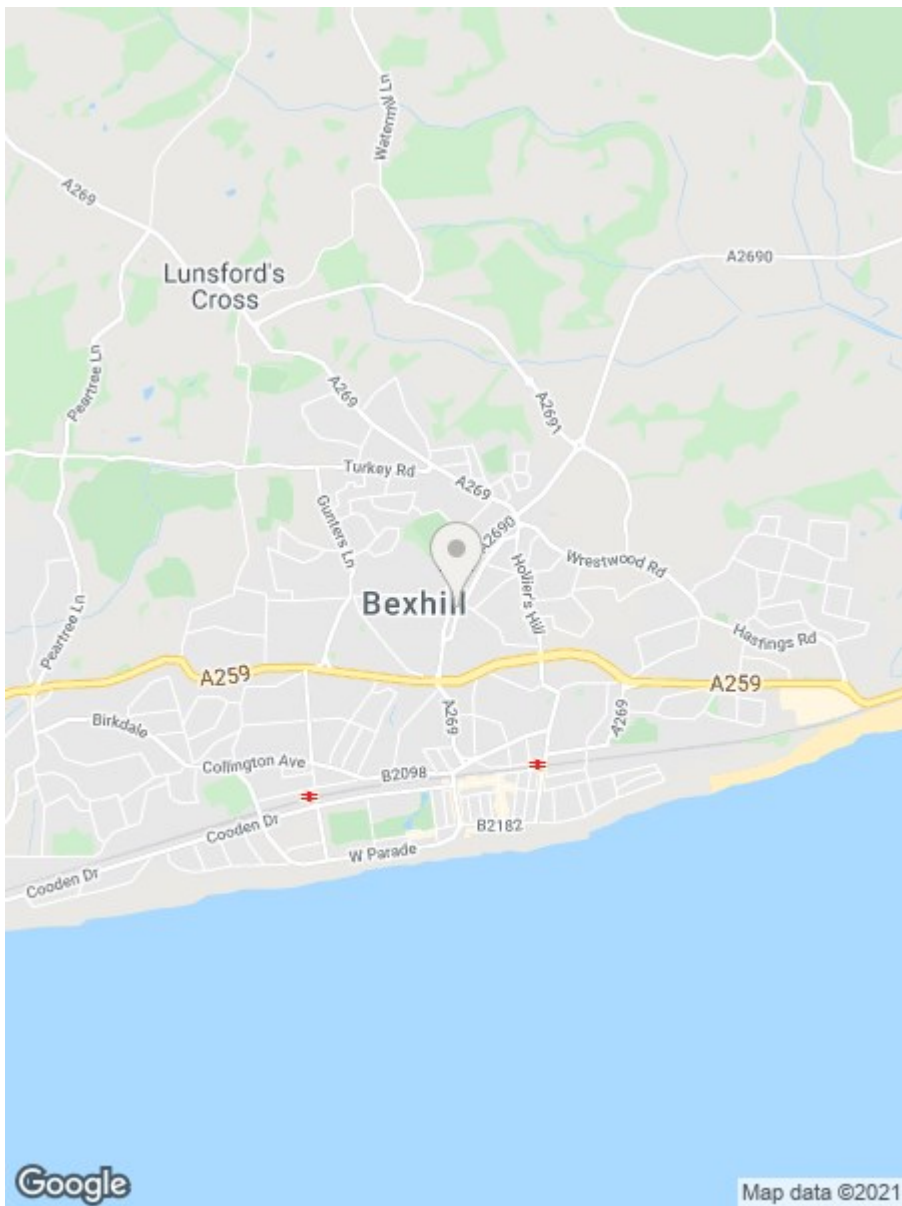 Watermill Ln
A269
A2690
Lunsford's
Cross
Peartree Ln
A269
A2691
Turkey Rd
A269
Gunters Ln
A2690
Wrestwood Rd
Hollier's Hill
Bexhill
Peartree Ln
Hastings Rd
A259
A259
Birkdale
A269
A269
Collington Ave
B2098
Cooden Dr
B2182
W Parade
Cooden Dr
Google
Map data ©2021